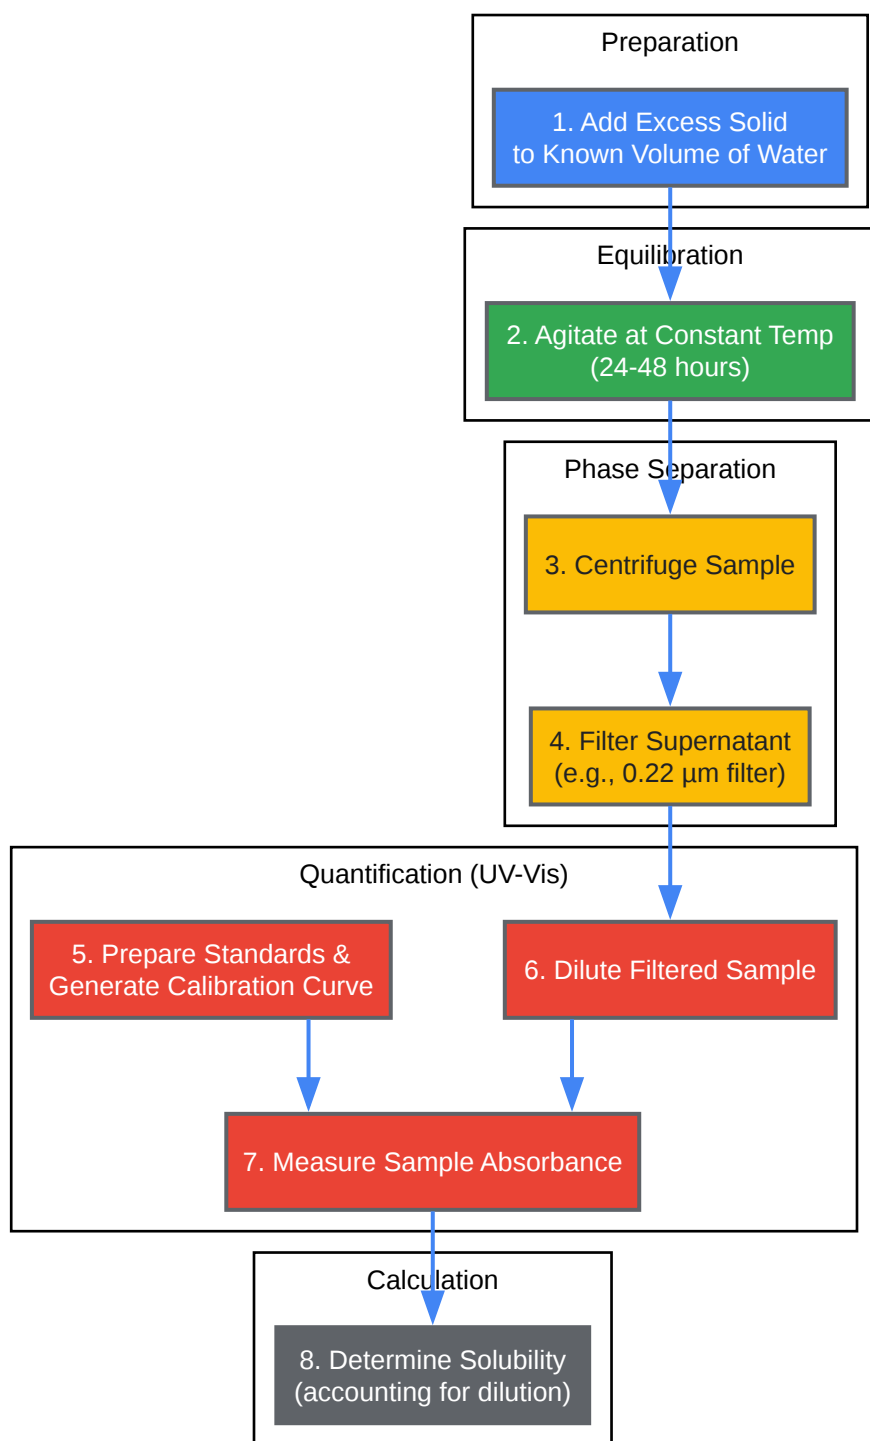 Preparation
1. Add Excess Solid
to Known Volume of Water
Equilibration
2. Agitate at Constant Temp
(24-48 hours)
Phase Separation
3. Centrifuge Sample
4. Filter Supernatant
(e.g., 0.22 µm filter)
Quantification (UV-Vis)
5. Prepare Standards &
Generate Calibration Curve
6. Dilute Filtered Sample
7. Measure Sample Absorbance
Calculation
8. Determine Solubility
(accounting for dilution)